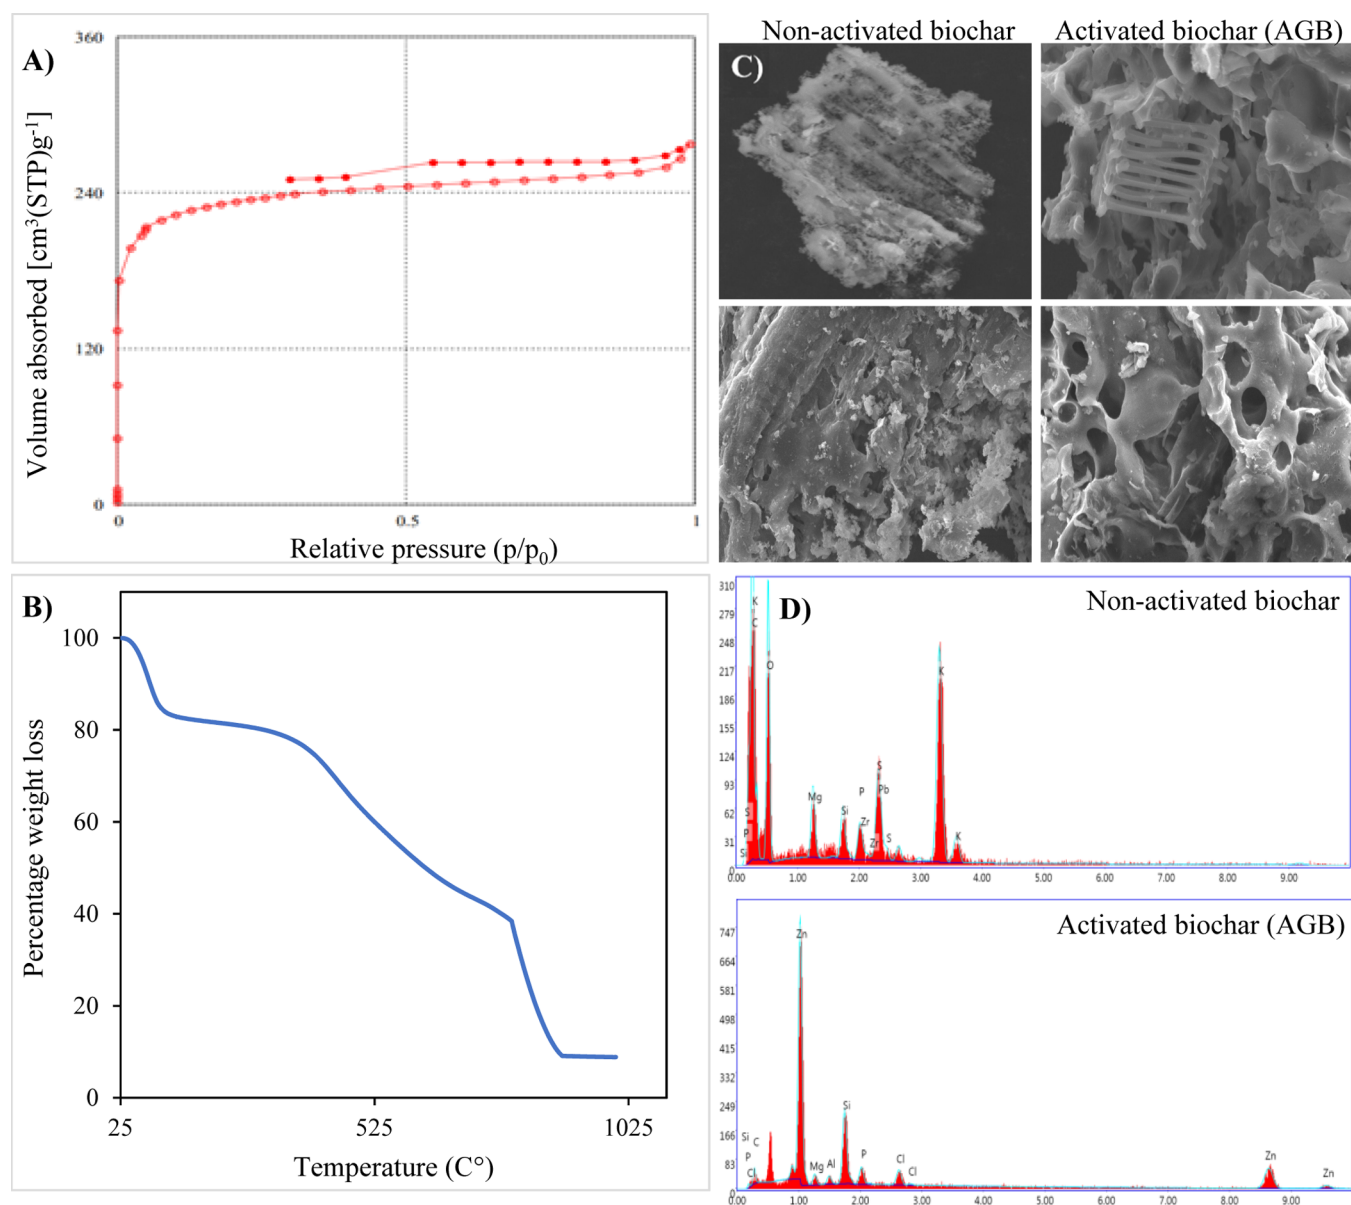 A)
360
240
120
0
0
0.5
1
Volume absorbed [cm³(STP)g⁻¹]
Relative pressure (p/p₀)
Non-activated biochar
Activated biochar (AGB)
C)
B)
100
80
60
40
20
0
25
525
1025
Percentage weight loss
Temperature (C°)
D)
Non-activated biochar
310
279
248
217
186
155
124
93
62
31
0
K
C
O
S
P
Si
Mg
Si
P
Zr
Zr
S
Pb
S
K
K
0.00 1.00 2.00 3.00 4.00 5.00 6.00 7.00 8.00 9.00
Activated biochar (AGB)
747
664
581
498
415
332
249
166
83
0
Si
C
P
Cl
Zn
Mg
Al
Si
P
Cl
Cl
Zn
Zn
0.00 1.00 2.00 3.00 4.00 5.00 6.00 7.00 8.00 9.00